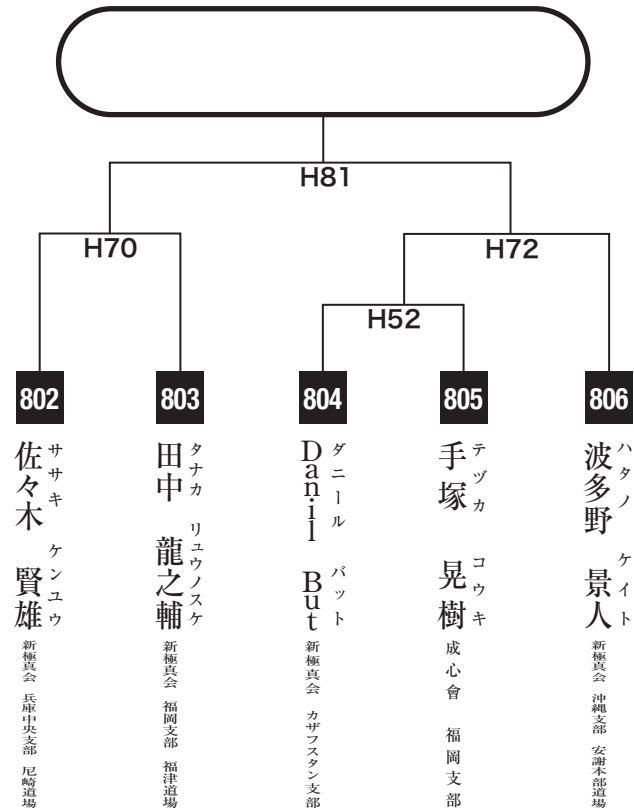 H81
H70
H72
H52
802
803
804
805
806
ササキ ケンユウ
佐々木 賢雄
新極真会 兵庫中央支部 尼崎道場
タナカ リュウノスケ
田中 龍之輔
新極真会 福岡支部 福津道場
ダニール バット
Danil But
新極真会 カザフスタン支部
テヅカ コウキ
手塚 晃樹
成心會 福岡支部
ハタノ ケイト
波多野 景人
新極真会 沖縄支部 安謝本部道場